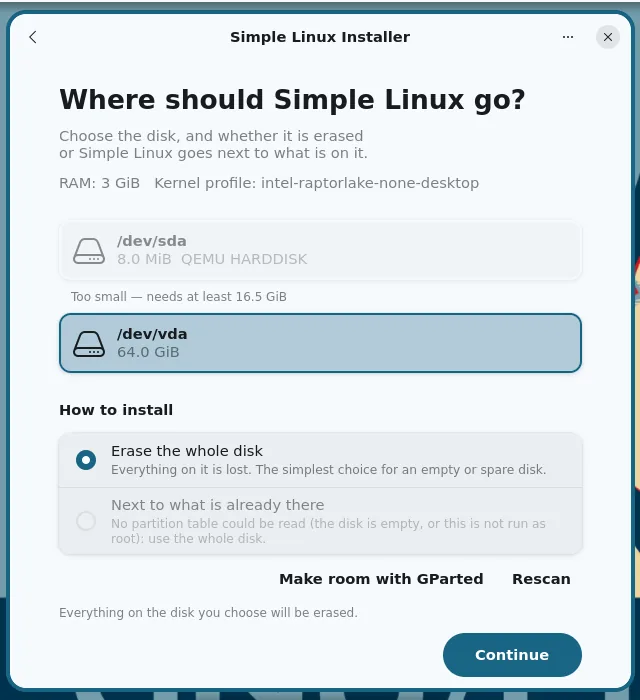 Simple Linux Installer
Where should Simple Linux go?
Choose the disk, and whether it is erased
or Simple Linux goes next to what is on it.
RAM: 3 GiB   Kernel profile: intel-raptorlake-none-desktop
/dev/sda
8.0 MiB  QEMU HARDDISK
Too small — needs at least 16.5 GiB
/dev/vda
64.0 GiB
How to install
Erase the whole disk
Everything on it is lost. The simplest choice for an empty or spare disk.
Next to what is already there
No partition table could be read (the disk is empty, or this is not run as
root): use the whole disk.
Make room with GParted   Rescan
Everything on the disk you choose will be erased.
Continue